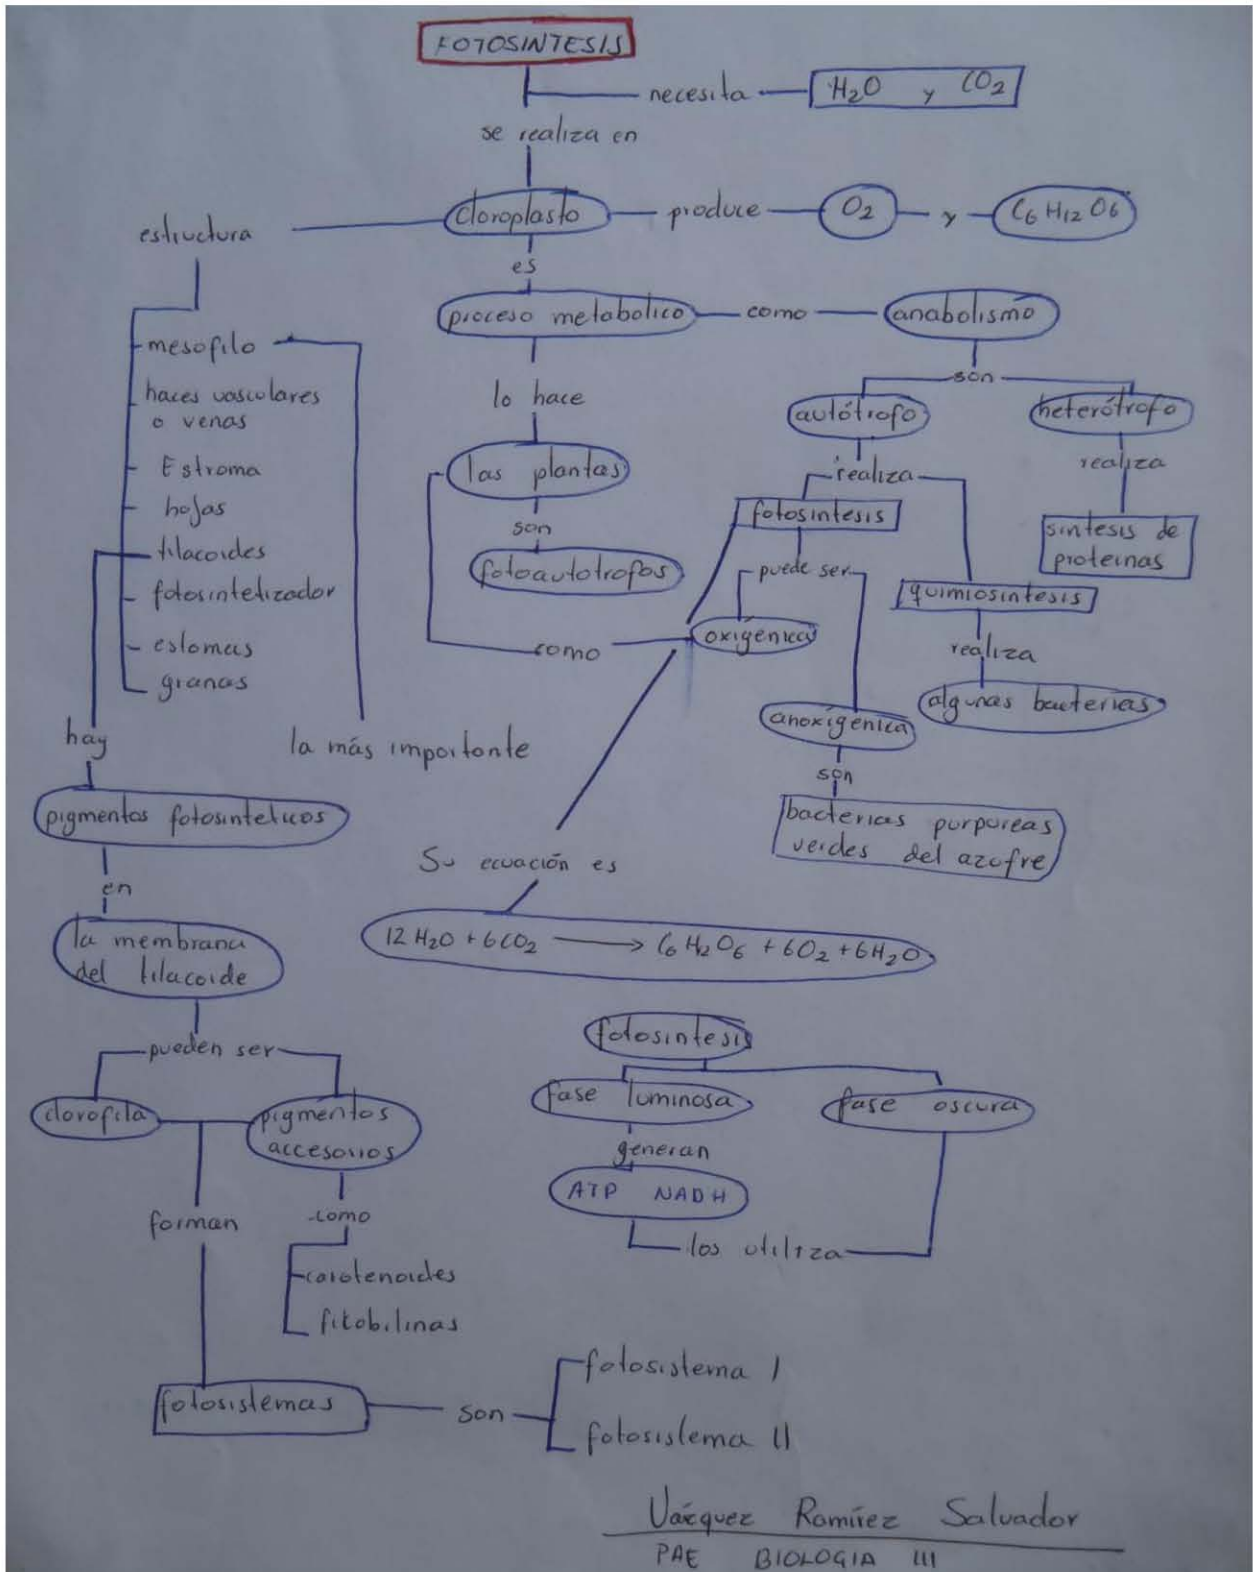 FOTOSINTESIS
necesita
H2O y CO2
se realiza en
cloroplasto
produce
O2
y
C6 H12 O6
estructura
es
proceso metabolico
como
anabolismo
son
mesofilo
haces vasculares
o venas
Estroma
hojas
tilacoides
fotosintetizador
estomas
granas
lo hace
las plantas
son
fotoautotrofos
como
autótrofo
heterótrofo
realiza
realiza
fotosintesis
sintesis de
proteinas
puede ser
quimiosintesis
oxigenica
realiza
algunas bacterias
anoxigenica
son
bacterias purpureas
verdes del azofre
hay
la más importante
pigmentos fotosinteticos
en
la membrana
del tilacoide
Su ecuación es
12 H2O + 6CO2 → C6 H2 O6 + 6O2 + 6H2O
pueden ser
clorofila
pigmentos
accesorios
forman
como
carotenoides
fitobilinas
fotosintesis
fase luminosa
fase oscura
generan
ATP NADH
los utiliza
fotosistemas
son
fotosistema I
fotosistema II
Vázquez Ramírez Salvador
PAE BIOLOGIA III